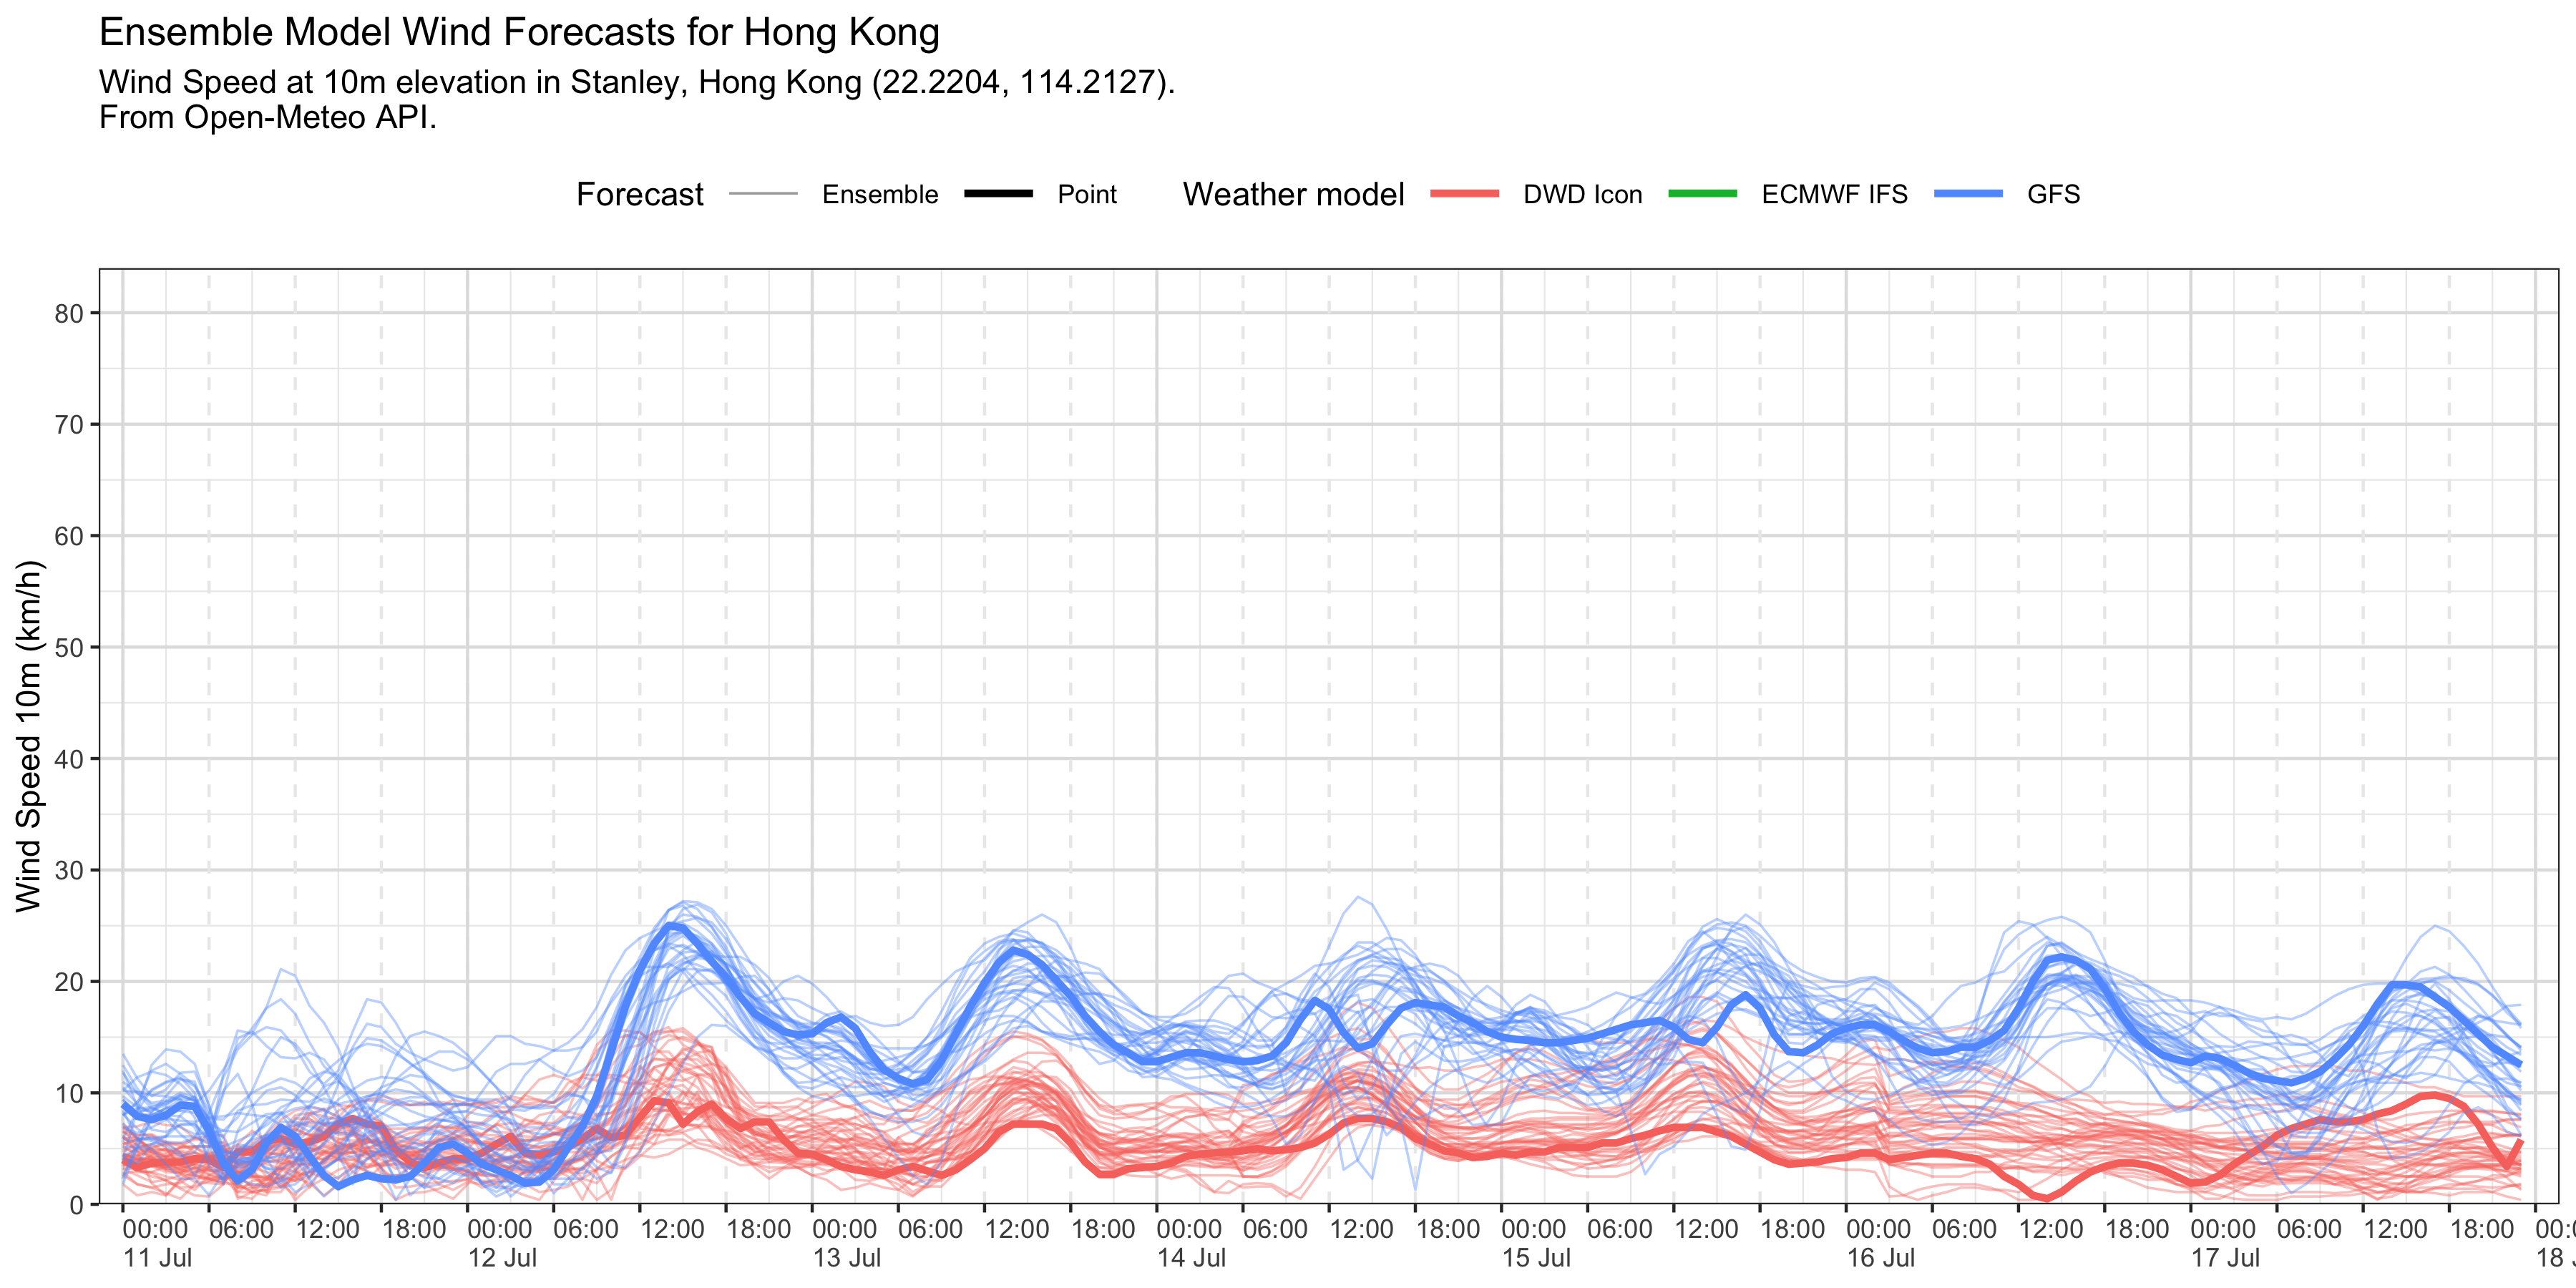 Ensemble Model Wind Forecasts for Hong Kong
Wind Speed at 10m elevation in Stanley, Hong Kong (22.2204, 114.2127).
From Open-Meteo API.
Forecast Ensemble Point Weather model DWD Icon ECMWF IFS GFS
Wind Speed 10m (km/h)
80
70
60
50
40
30
20
10
0
00:00 06:00 12:00 18:00 00:00 06:00 12:00 18:00 00:00 06:00 12:00 18:00 00:00 06:00 12:00 18:00 00:00 06:00 12:00 18:00 00:00 06:00 12:00 18:00 00:00 06:00 12:00 18:00 00:0
11 Jul 12 Jul 13 Jul 14 Jul 15 Jul 16 Jul 17 Jul 18